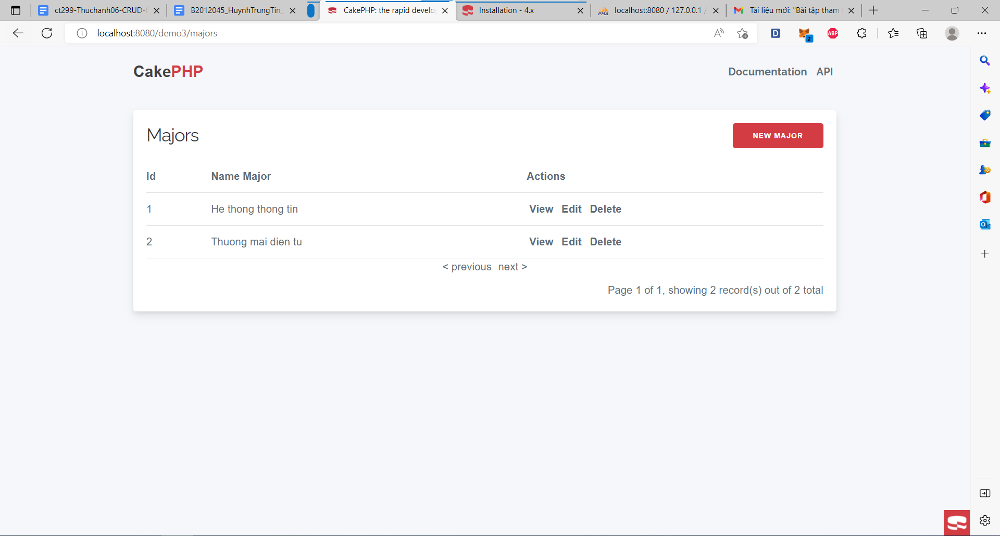 ct299-Thuchanh06-CRUD-f
B2012045_HuynhTrungTin_
CakePHP: the rapid develo
Installation - 4.x
localhost:8080 / 127.0.0.1 /
Tài liệu mới: "Bài tập tham
localhost:8080/demo3/majors
CakePHP
Documentation API
Majors
NEW MAJOR
Id Name Major Actions
1 He thong thong tin View Edit Delete
2 Thuong mai dien tu View Edit Delete
< previous next >
Page 1 of 1, showing 2 record(s) out of 2 total
PMA
D
2
ABP